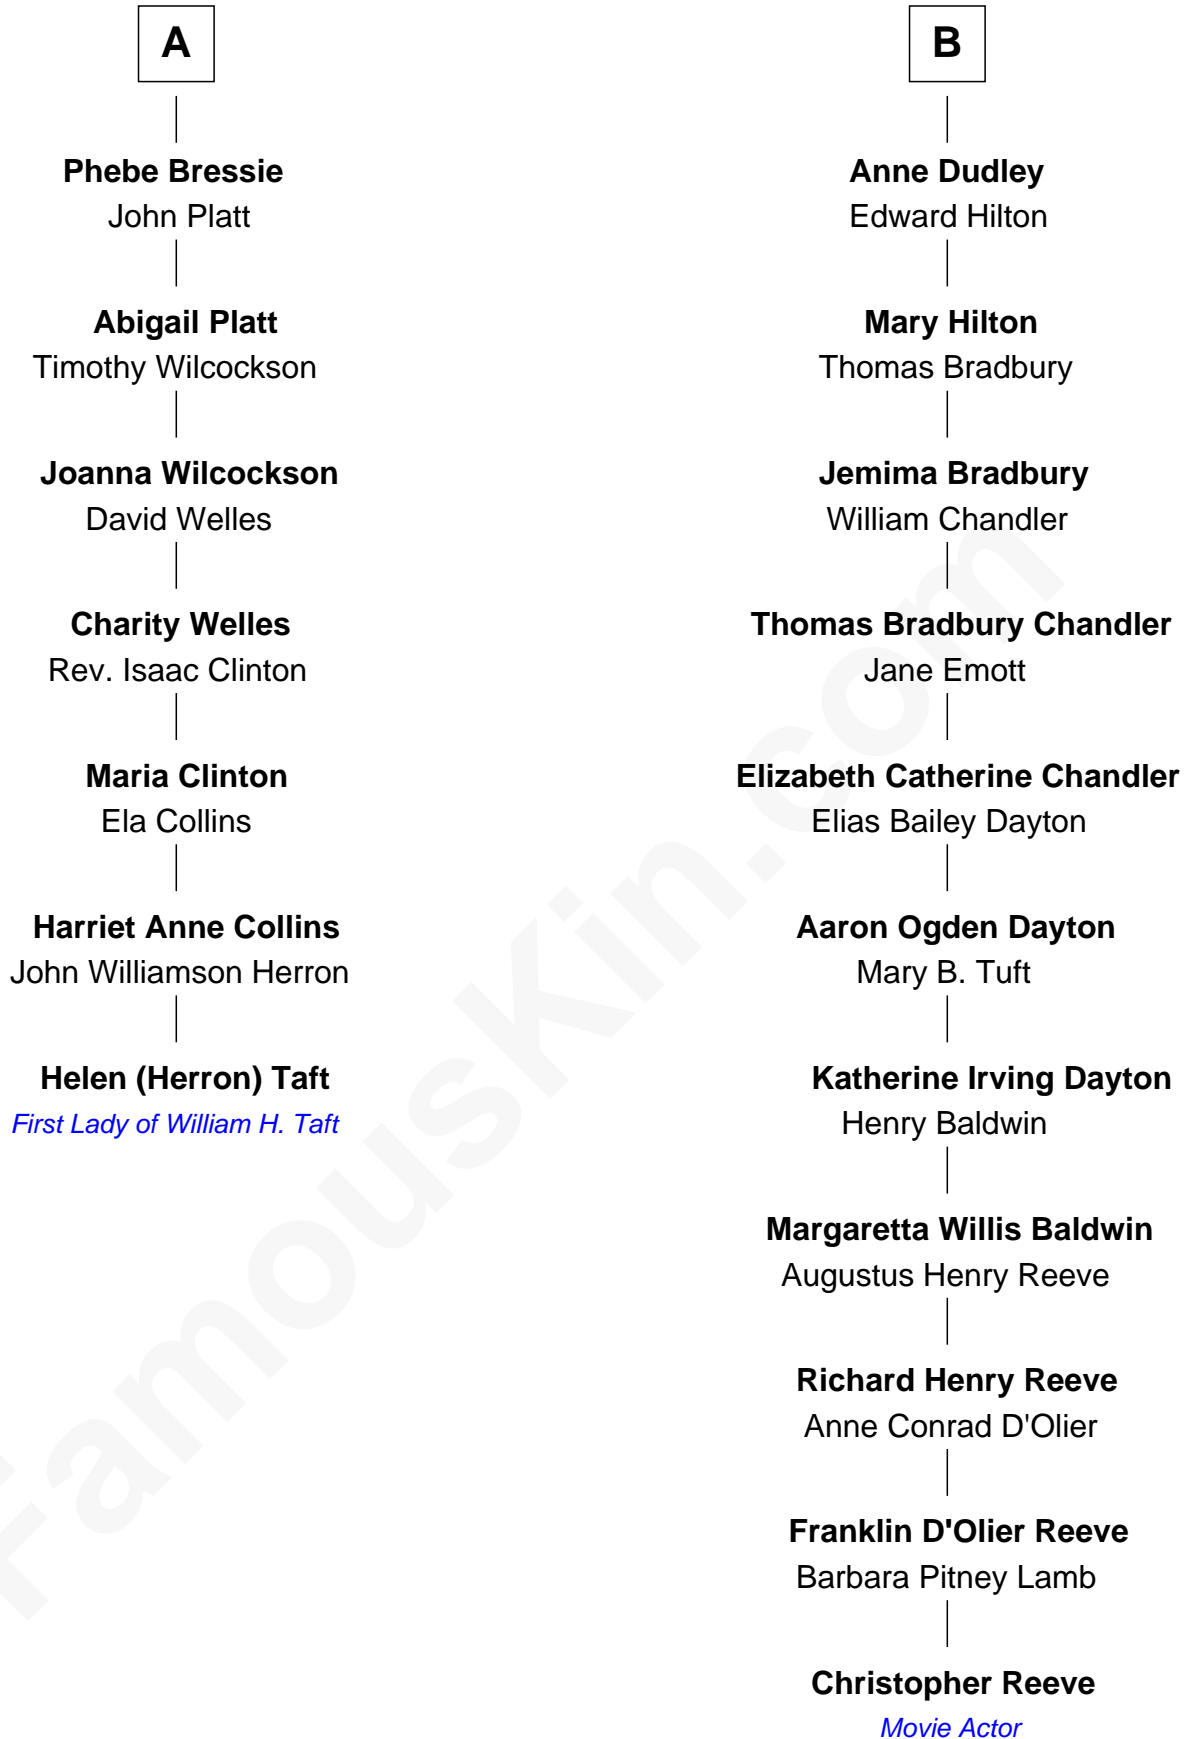 A
Phebe Bressie
John Platt
Abigail Platt
Timothy Wilcockson
Joanna Wilcockson
David Welles
Charity Welles
Rev. Isaac Clinton
Maria Clinton
Ela Collins
Harriet Anne Collins
John Williamson Herron
Helen (Herron) Taft
First Lady of William H. Taft
B
Anne Dudley
Edward Hilton
Mary Hilton
Thomas Bradbury
Jemima Bradbury
William Chandler
Thomas Bradbury Chandler
Jane Emott
Elizabeth Catherine Chandler
Elias Bailey Dayton
Aaron Ogden Dayton
Mary B. Tuft
Katherine Irving Dayton
Henry Baldwin
Margaretta Willis Baldwin
Augustus Henry Reeve
Richard Henry Reeve
Anne Conrad D'Olier
Franklin D'Olier Reeve
Barbara Pitney Lamb
Christopher Reeve
Movie Actor
FamousKin.com